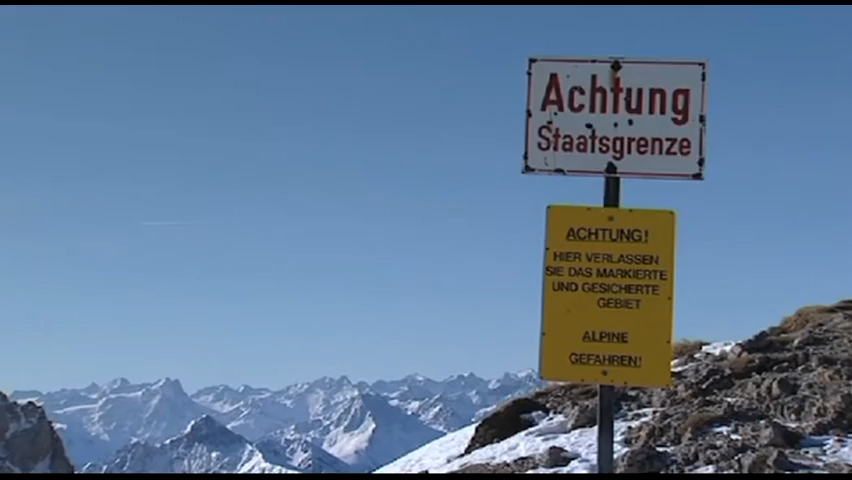 Achtung
Staatsgrenze
ACHTUNG!
HIER VERLASSEN
SIE DAS MARKIERTE
UND GESICHERTE
GEBIET
ALPINE
GEFAHREN!